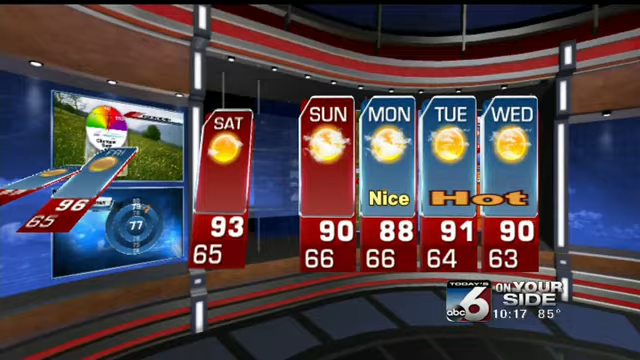 FRI
96
65
77
SAT
93
65
SUN
90
66
MON
Nice
88
66
TUE
Hot
91
64
WED
90
63
TODAY'S
abc 6
ON YOUR
SIDE
10:17 85°